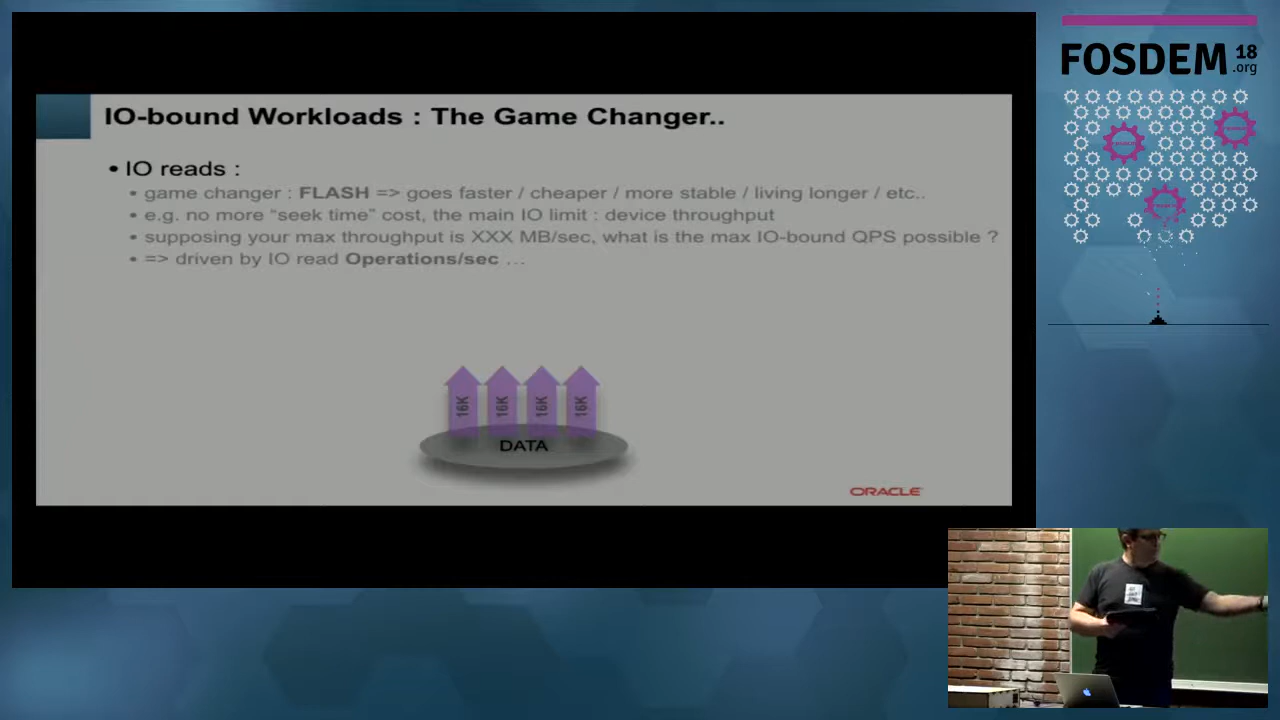 IO-bound Workloads : The Game Changer..
• IO reads :
• game changer : FLASH => goes faster / cheaper / more stable / living longer / etc..
• e.g. no more “seek time” cost, the main IO limit : device throughput
• supposing your max throughput is XXX MB/sec, what is the max IO-bound QPS possible ?
• => driven by IO read Operations/sec …
16K 16K 16K 16K
DATA
ORACLE
FOSDEM 18
.org